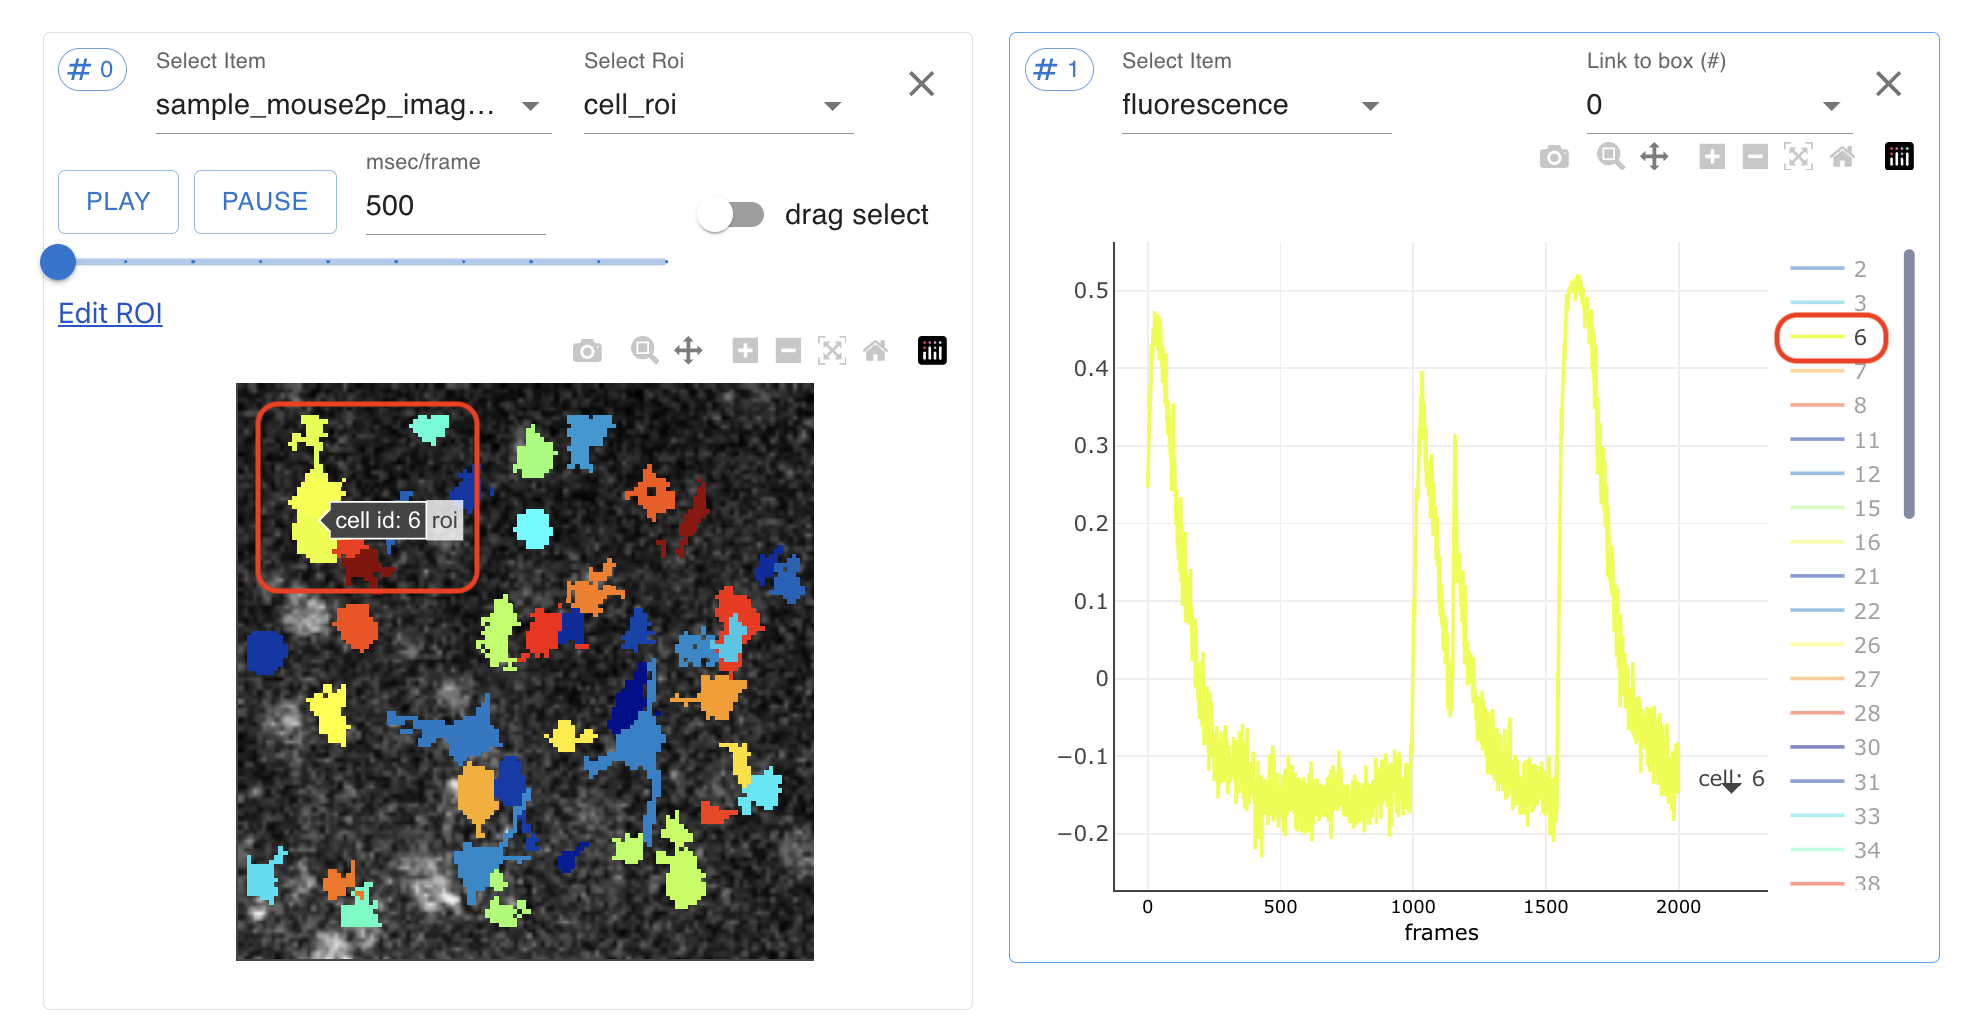 # 0
Select Item
sample_mouse2p_imag...
Select Roi
cell_roi
PLAY
PAUSE
msec/frame
500
drag select
Edit ROI
cell id: 6 roi
# 1
Select Item
fluorescence
Link to box (#)
0
0.5
0.4
0.3
0.2
0.1
0
−0.1
−0.2
0
500
1000
1500
2000
frames
cell: 6
2
3
6
7
8
11
12
15
16
21
22
26
27
28
30
31
33
34
38